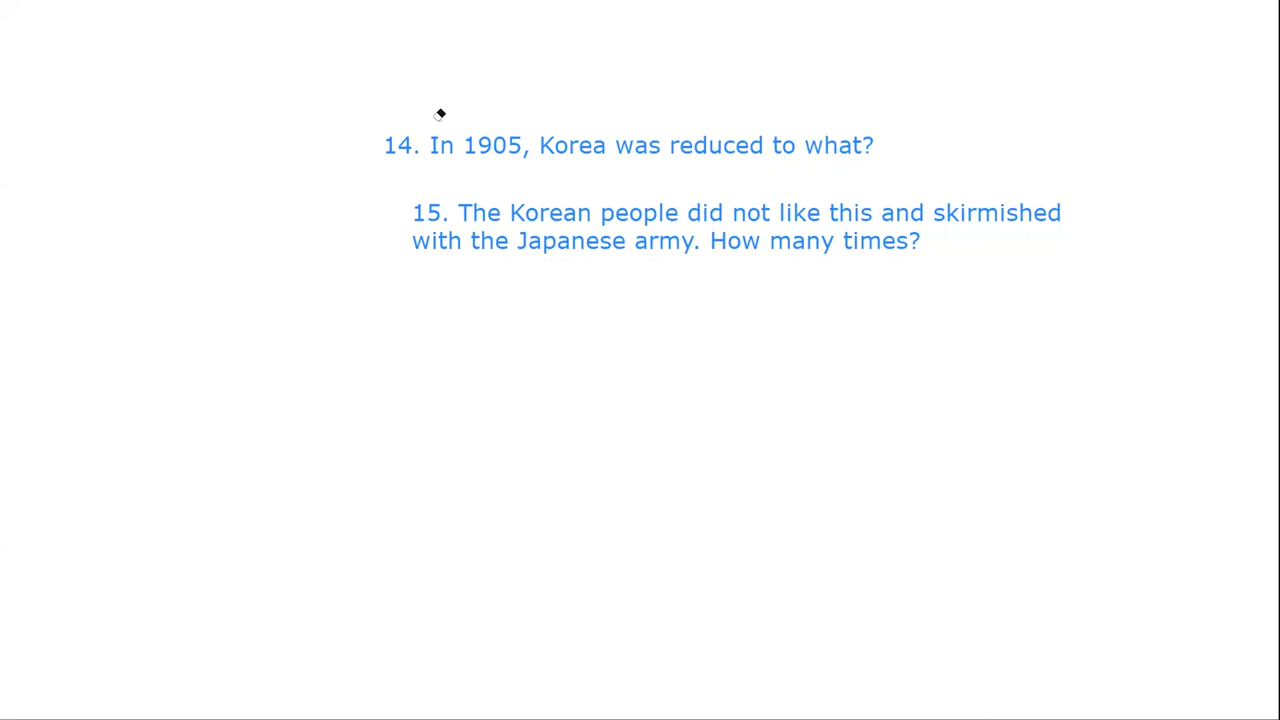 14. In 1905, Korea was reduced to what?
15. The Korean people did not like this and skirmished
with the Japanese army. How many times?